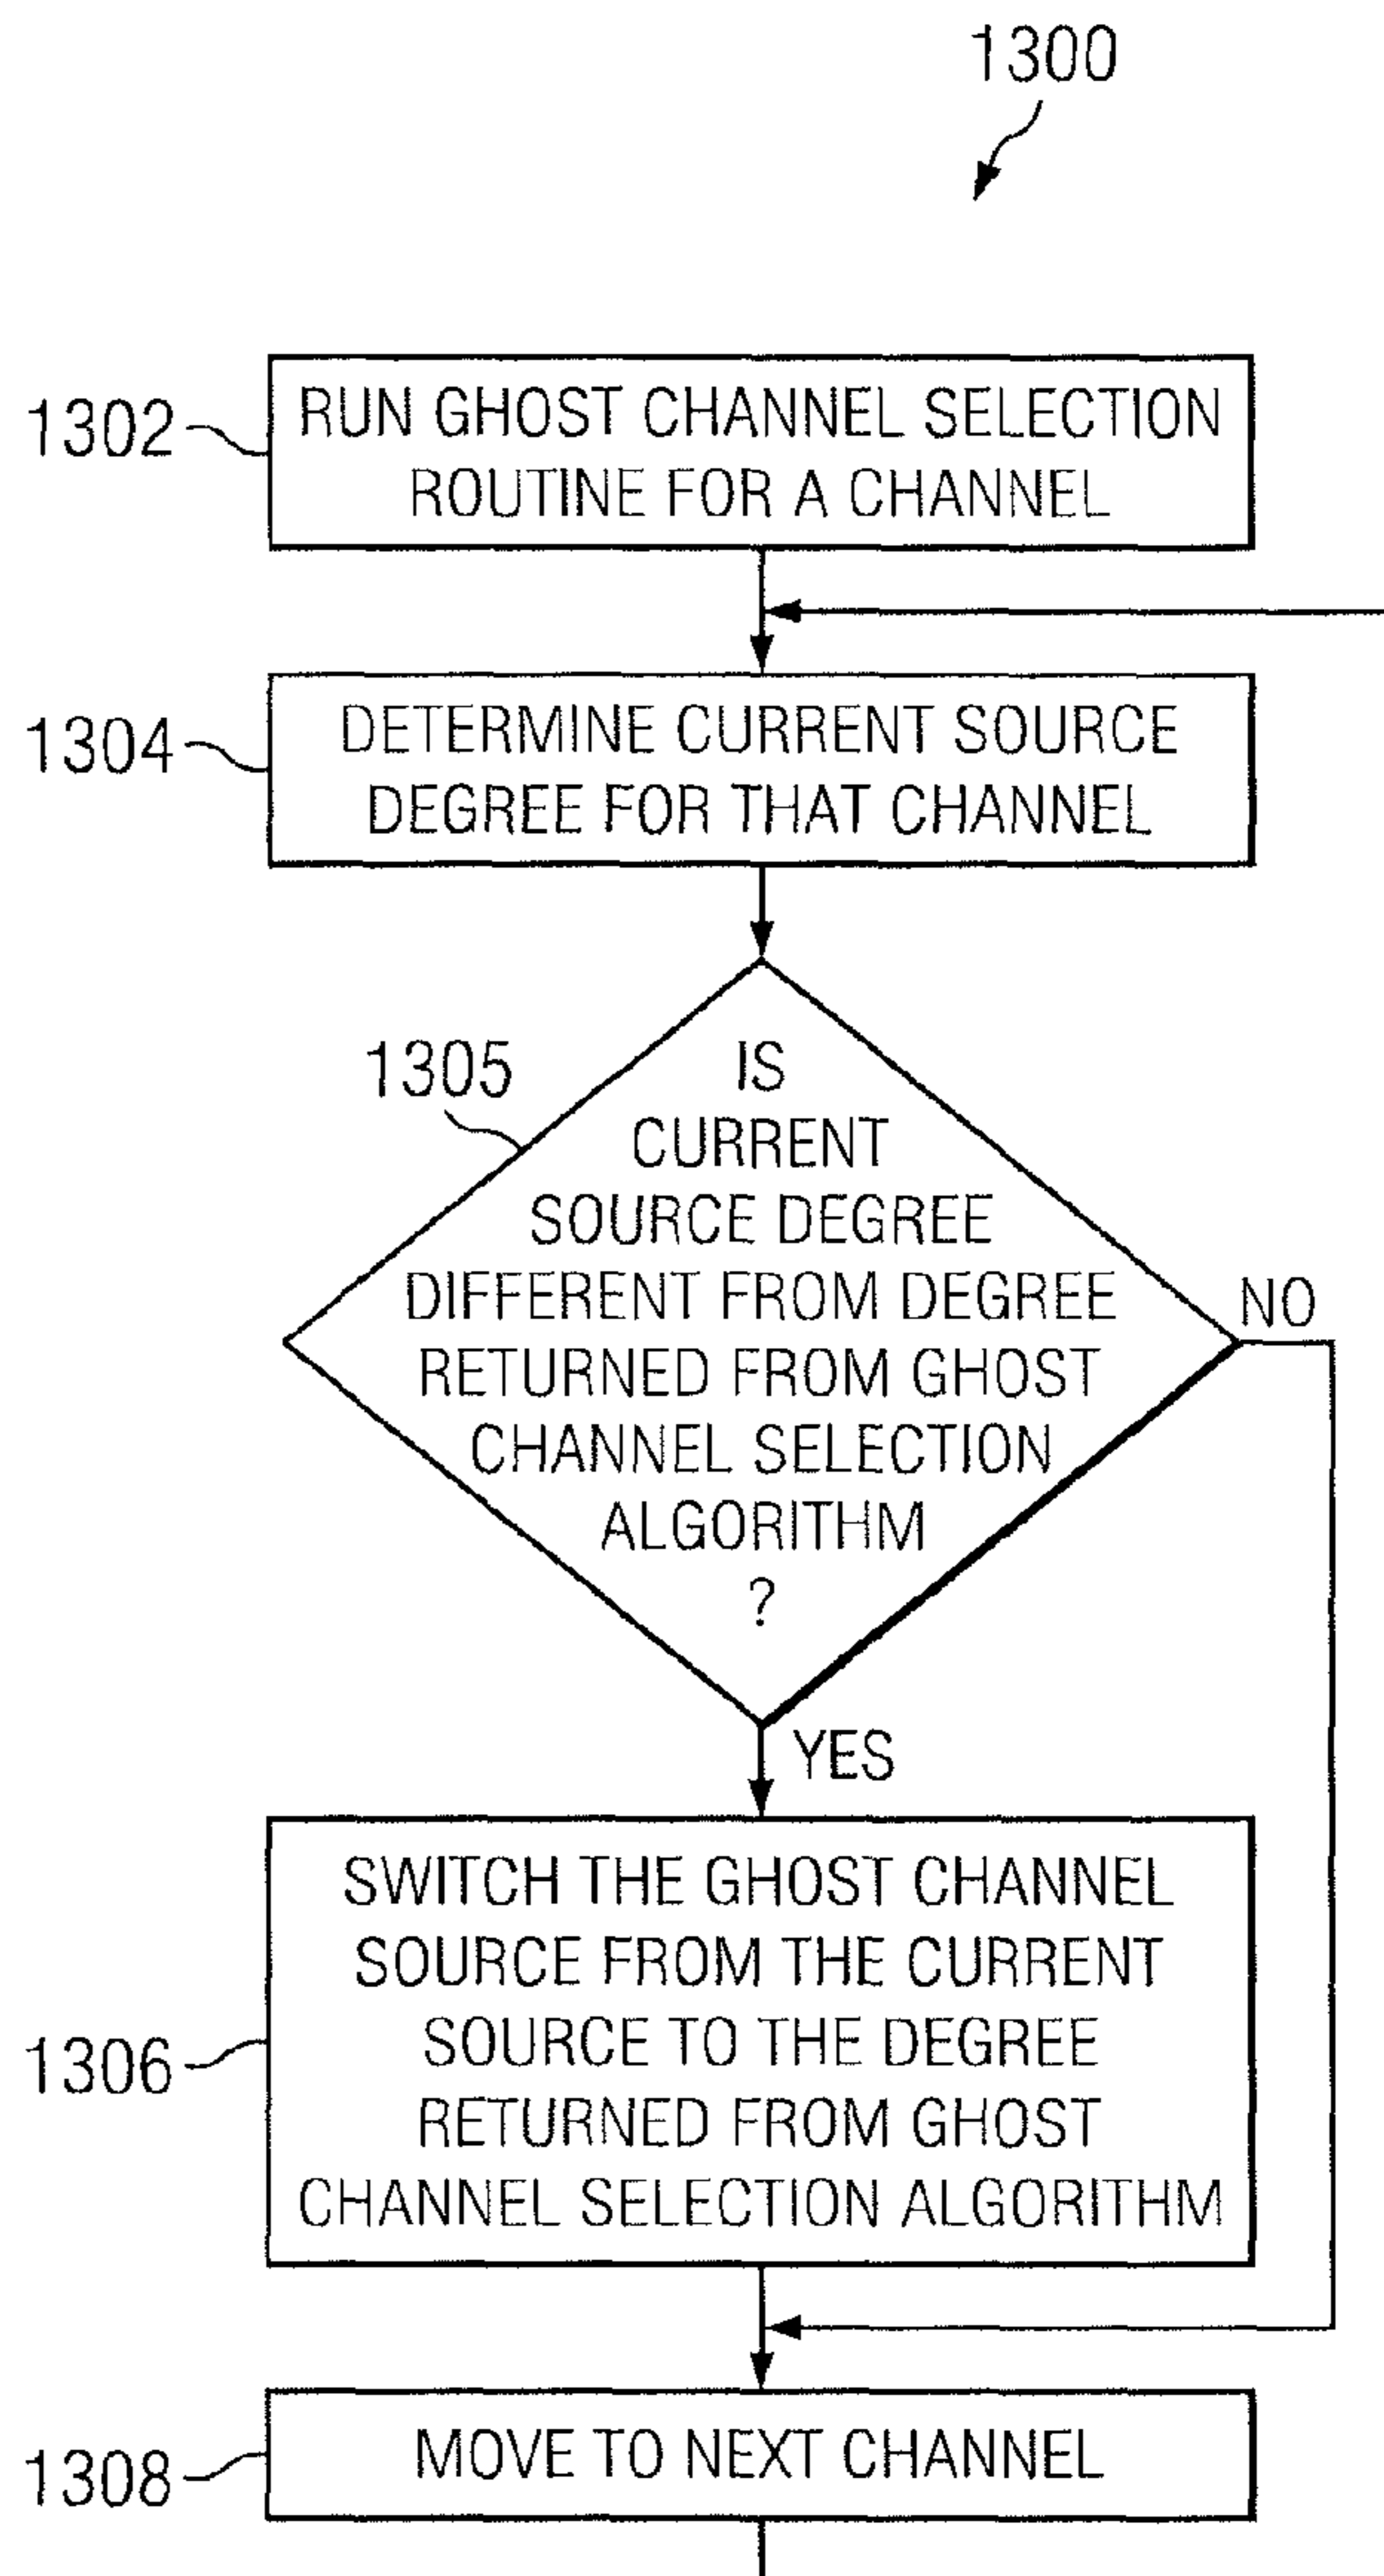 1300
1302
RUN GHOST CHANNEL SELECTION
ROUTINE FOR A CHANNEL
1304
DETERMINE CURRENT SOURCE
DEGREE FOR THAT CHANNEL
1305
IS
CURRENT
SOURCE DEGREE
DIFFERENT FROM DEGREE
RETURNED FROM GHOST
CHANNEL SELECTION
ALGORITHM
?
NO
YES
1306
SWITCH THE GHOST CHANNEL
SOURCE FROM THE CURRENT
SOURCE TO THE DEGREE
RETURNED FROM GHOST
CHANNEL SELECTION ALGORITHM
1308
MOVE TO NEXT CHANNEL